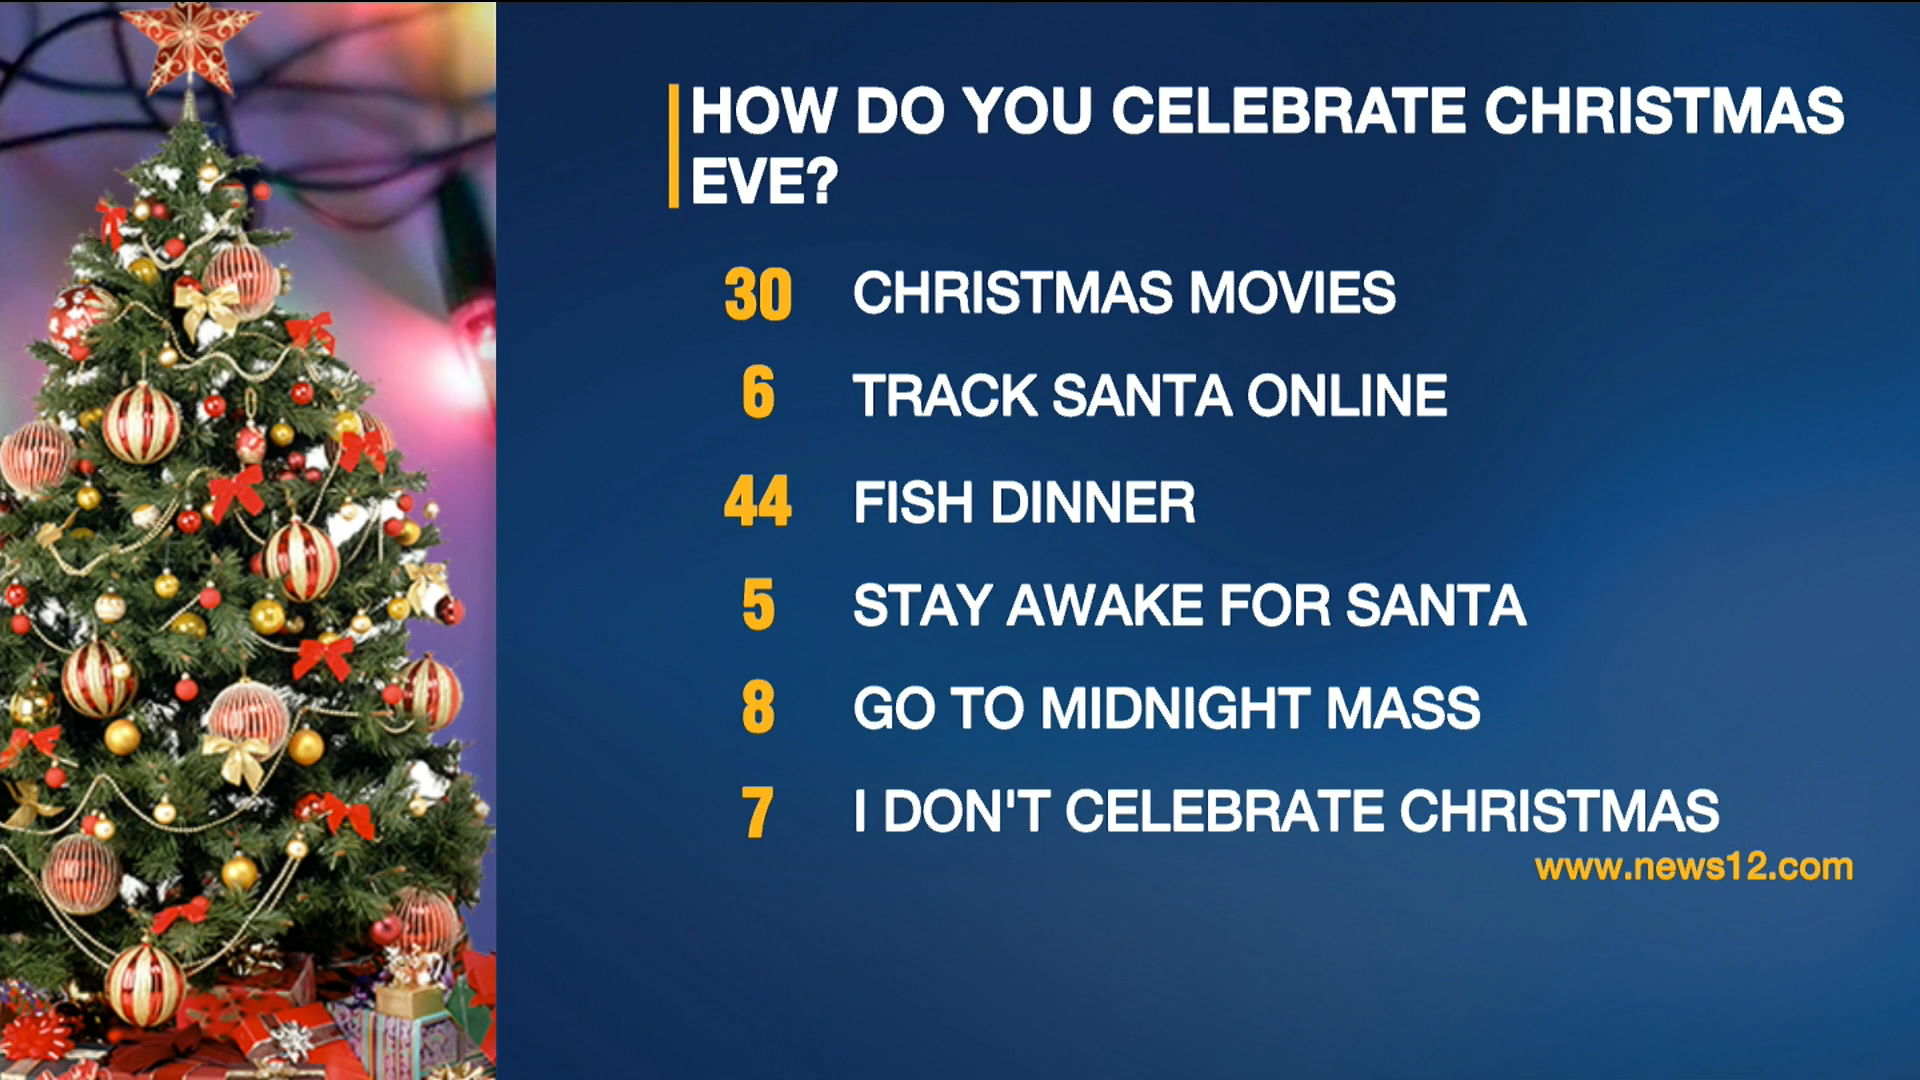 HOW DO YOU CELEBRATE CHRISTMAS
EVE?
30 CHRISTMAS MOVIES
6 TRACK SANTA ONLINE
44 FISH DINNER
5 STAY AWAKE FOR SANTA
8 GO TO MIDNIGHT MASS
7 I DON'T CELEBRATE CHRISTMAS
www.news12.com